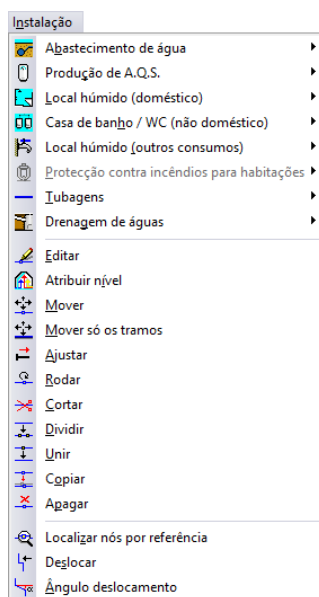 Instalação
Abastecimento de água
Produção de A.Q.S.
Local húmido (doméstico)
Casa de banho / WC (não doméstico)
Local húmido (outros consumos)
Protecção contra incêndios para habitações
Tubagens
Drenagem de águas
Editar
Atribuir nível
Mover
Mover só os tramos
Ajustar
Rodar
Cortar
Dividir
Unir
Copiar
Apagar
Localizar nós por referência
Deslocar
Ângulo deslocamento